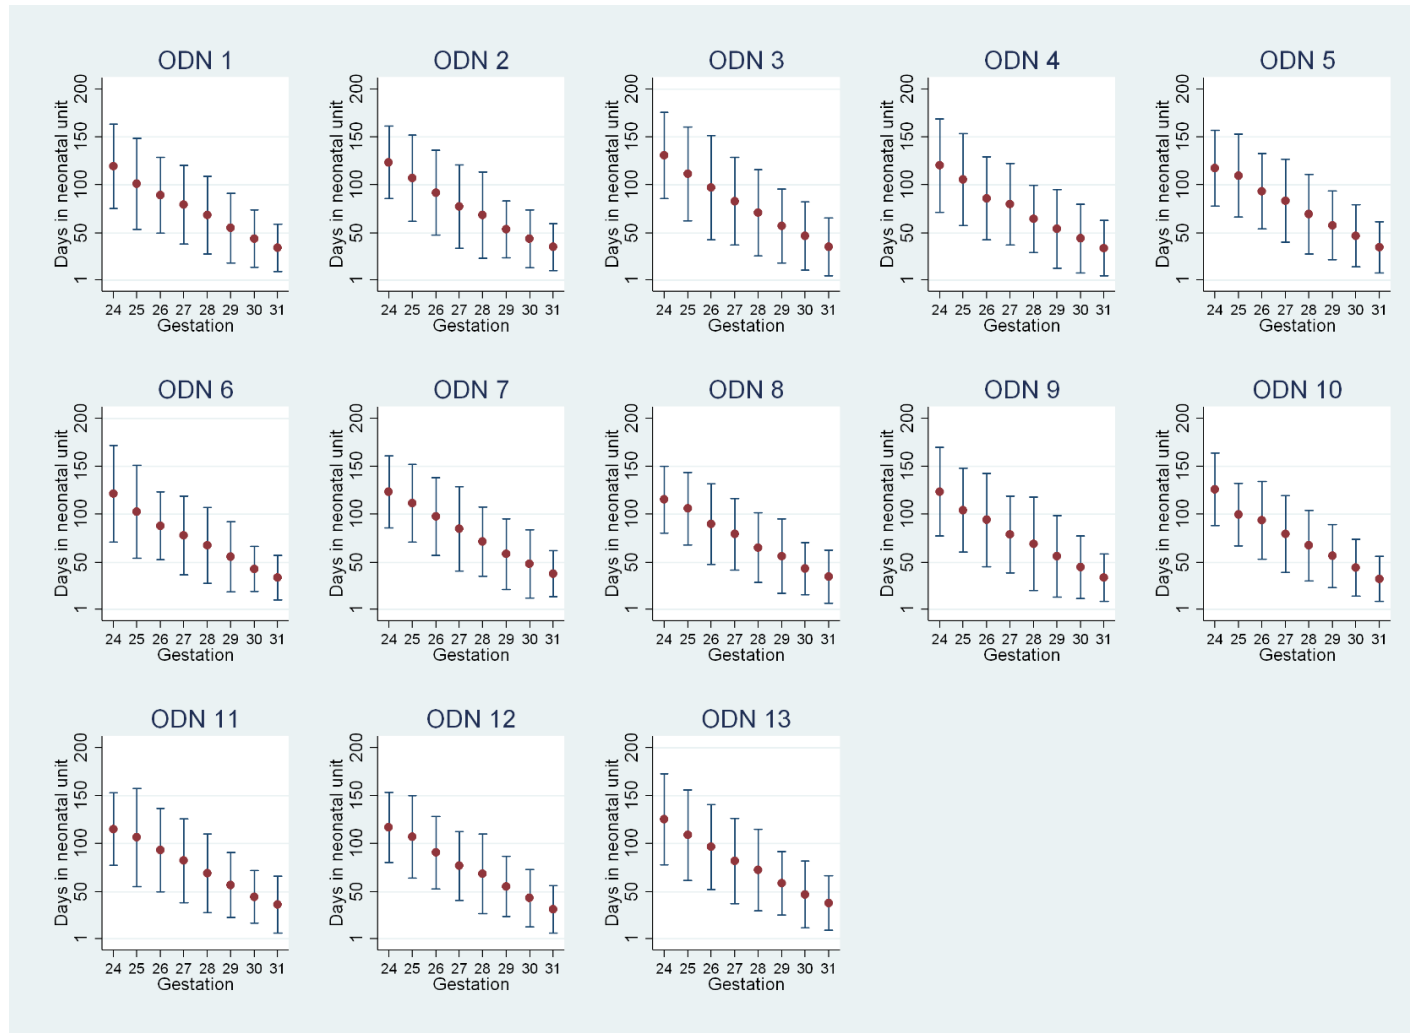 ODN 1 ODN 2 ODN 3 ODN 4 ODN 5
Days in neonatal unit Days in neonatal unit Days in neonatal unit Days in neonatal unit Days in neonatal unit
200 200 200 200 200
150 150 150 150 150
100 100 100 100 100
50 50 50 50 50
1 1 1 1 1
24 25 26 27 28 29 30 31 24 25 26 27 28 29 30 31 24 25 26 27 28 29 30 31 24 25 26 27 28 29 30 31 24 25 26 27 28 29 30 31
Gestation Gestation Gestation Gestation Gestation
ODN 6 ODN 7 ODN 8 ODN 9 ODN 10
Days in neonatal unit Days in neonatal unit Days in neonatal unit Days in neonatal unit Days in neonatal unit
200 200 200 200 200
150 150 150 150 150
100 100 100 100 100
50 50 50 50 50
1 1 1 1 1
24 25 26 27 28 29 30 31 24 25 26 27 28 29 30 31 24 25 26 27 28 29 30 31 24 25 26 27 28 29 30 31 24 25 26 27 28 29 30 31
Gestation Gestation Gestation Gestation Gestation
ODN 11 ODN 12 ODN 13
Days in neonatal unit Days in neonatal unit Days in neonatal unit
200 200 200
150 150 150
100 100 100
50 50 50
1 1 1
24 25 26 27 28 29 30 31 24 25 26 27 28 29 30 31 24 25 26 27 28 29 30 31
Gestation Gestation Gestation